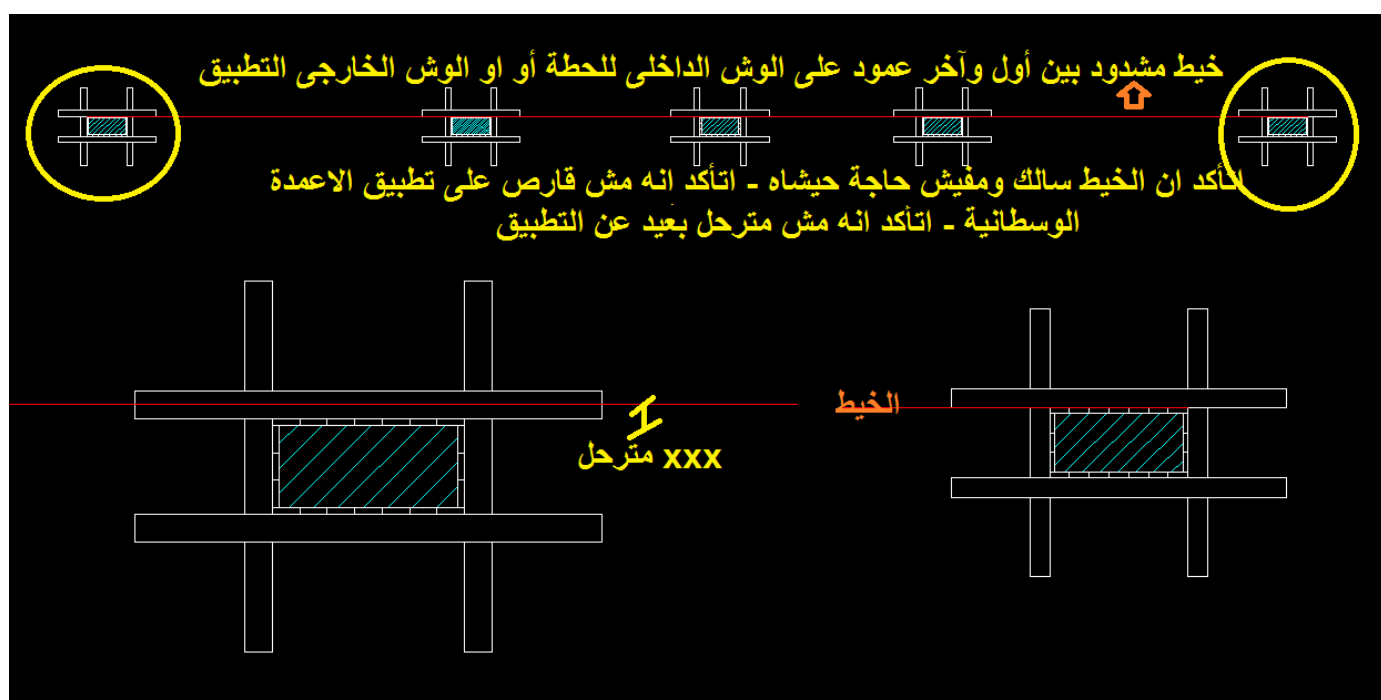 خيط مشدود بين أول وآخر عمود على الوش الداخلى للحطة أو او الوش الخارجى التطبيق
اتأكد ان الخيط سالك ومفيش حاجة حيشاه - اتأكد انه مش قارص على تطبيق الاعمدة
الوسطانية - اتأكد انه مش مترحل بعيد عن التطبيق
الخيط
xxx مترحل